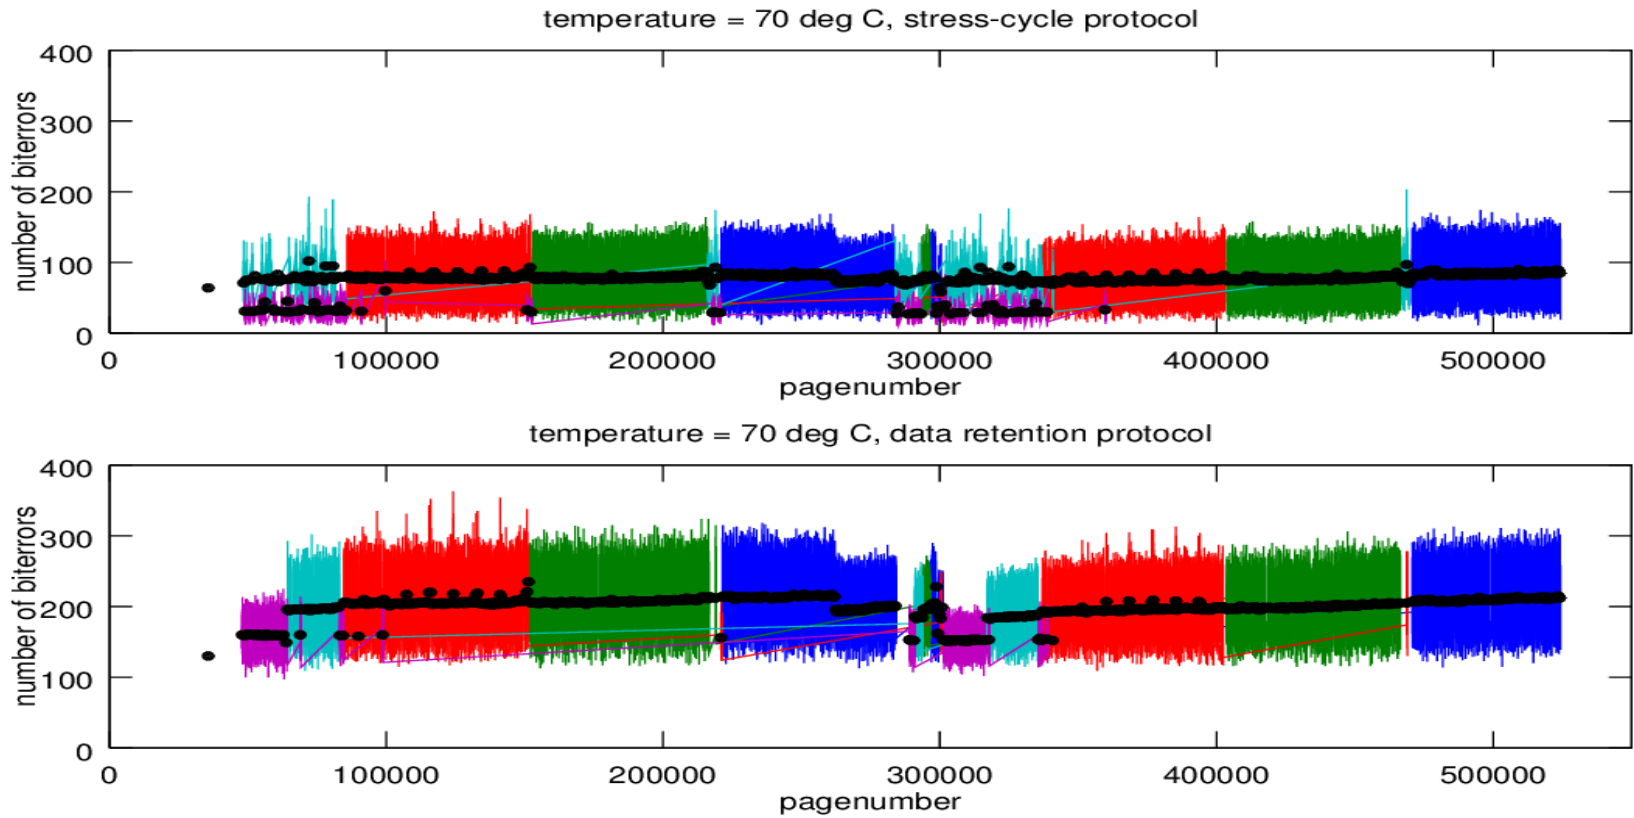 temperature = 70 deg C, stress-cycle protocol
400
300
200
100
0
number of biterrors
0 100000 200000 300000 400000 500000
pagenumber
temperature = 70 deg C, data retention protocol
400
300
200
100
0
number of biterrors
0 100000 200000 300000 400000 500000
pagenumber